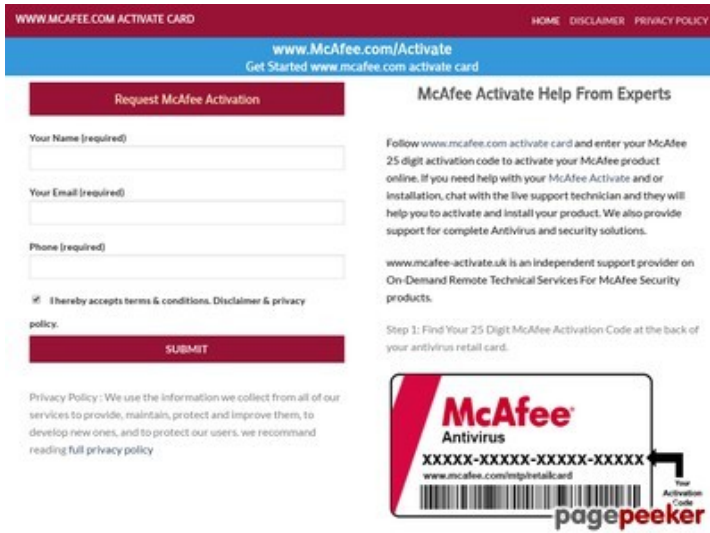 WWW.MCAFEE.COM ACTIVATE CARD
HOME DISCLAIMER PRIVACY POLICY
www.McAfee.com/Activate
Get Started www.mcafee.com activate card
Request McAfee Activation
Your Name (required)
Your Email (required)
Phone (required)
I hereby accepts terms & conditions. Disclaimer & privacy
policy.
SUBMIT
Privacy Policy : We use the information we collect from all of our
services to provide, maintain, protect and improve them, to
develop new ones, and to protect our users. we recommand
reading full privacy policy
McAfee Activate Help From Experts
Follow www.mcafee.com activate card and enter your McAfee
25 digit activation code to activate your McAfee product
online. If you need help with your McAfee Activate and or
installation, chat with the live support technician and they will
help you to activate and install your product. We also provide
support for complete Antivirus and security solutions.
www.mcafee-activate.uk is an independent support provider on
On-Demand Remote Technical Services For McAfee Security
products.
Step 1: Find Your 25 Digit McAfee Activation Code at the back of
your antivirus retail card.
McAfee
Antivirus
XXXXX-XXXXX-XXXXX-XXXXX
www.mcafee.com/mtp/retailcard
Your
Activation
Code
pagepeeker